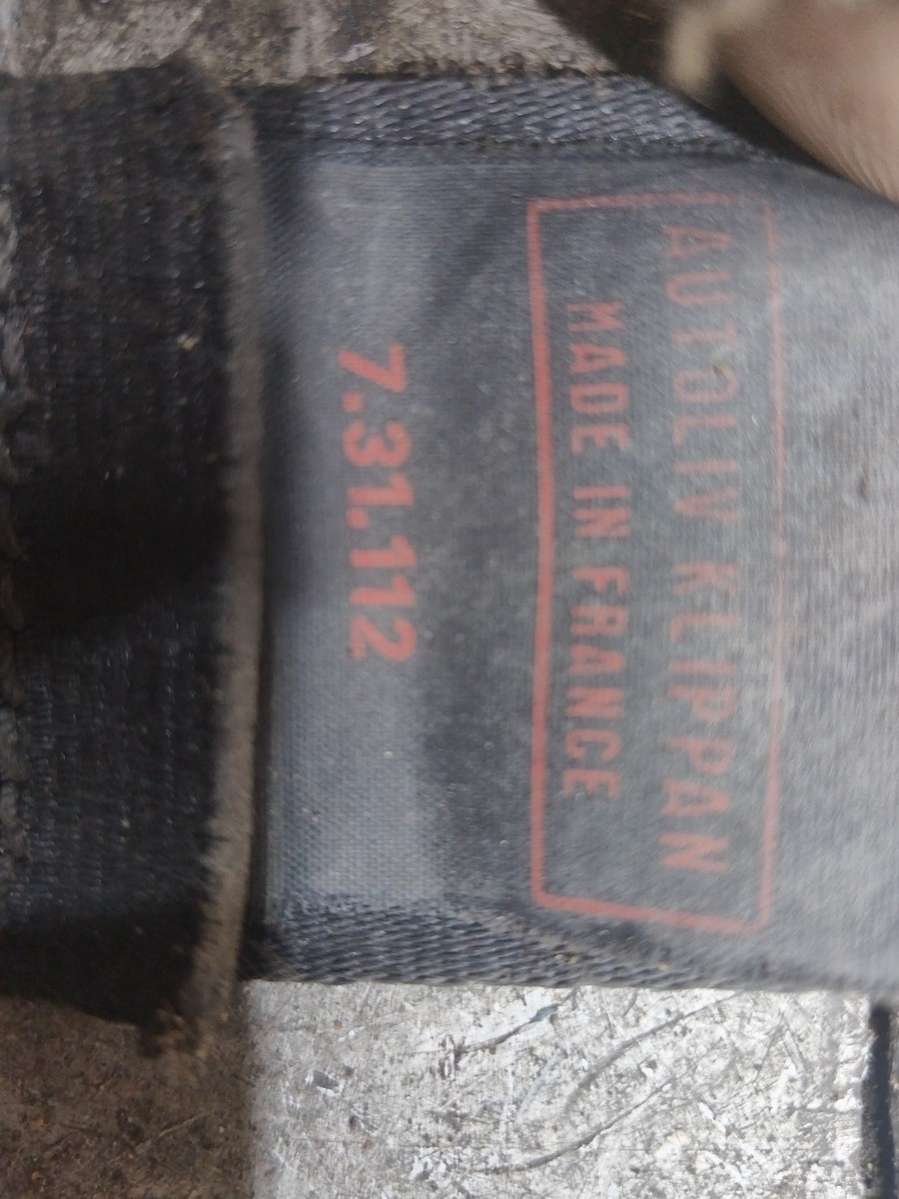 AUTOLIV KLIPPAN
MADE IN FRANCE
7.31.112